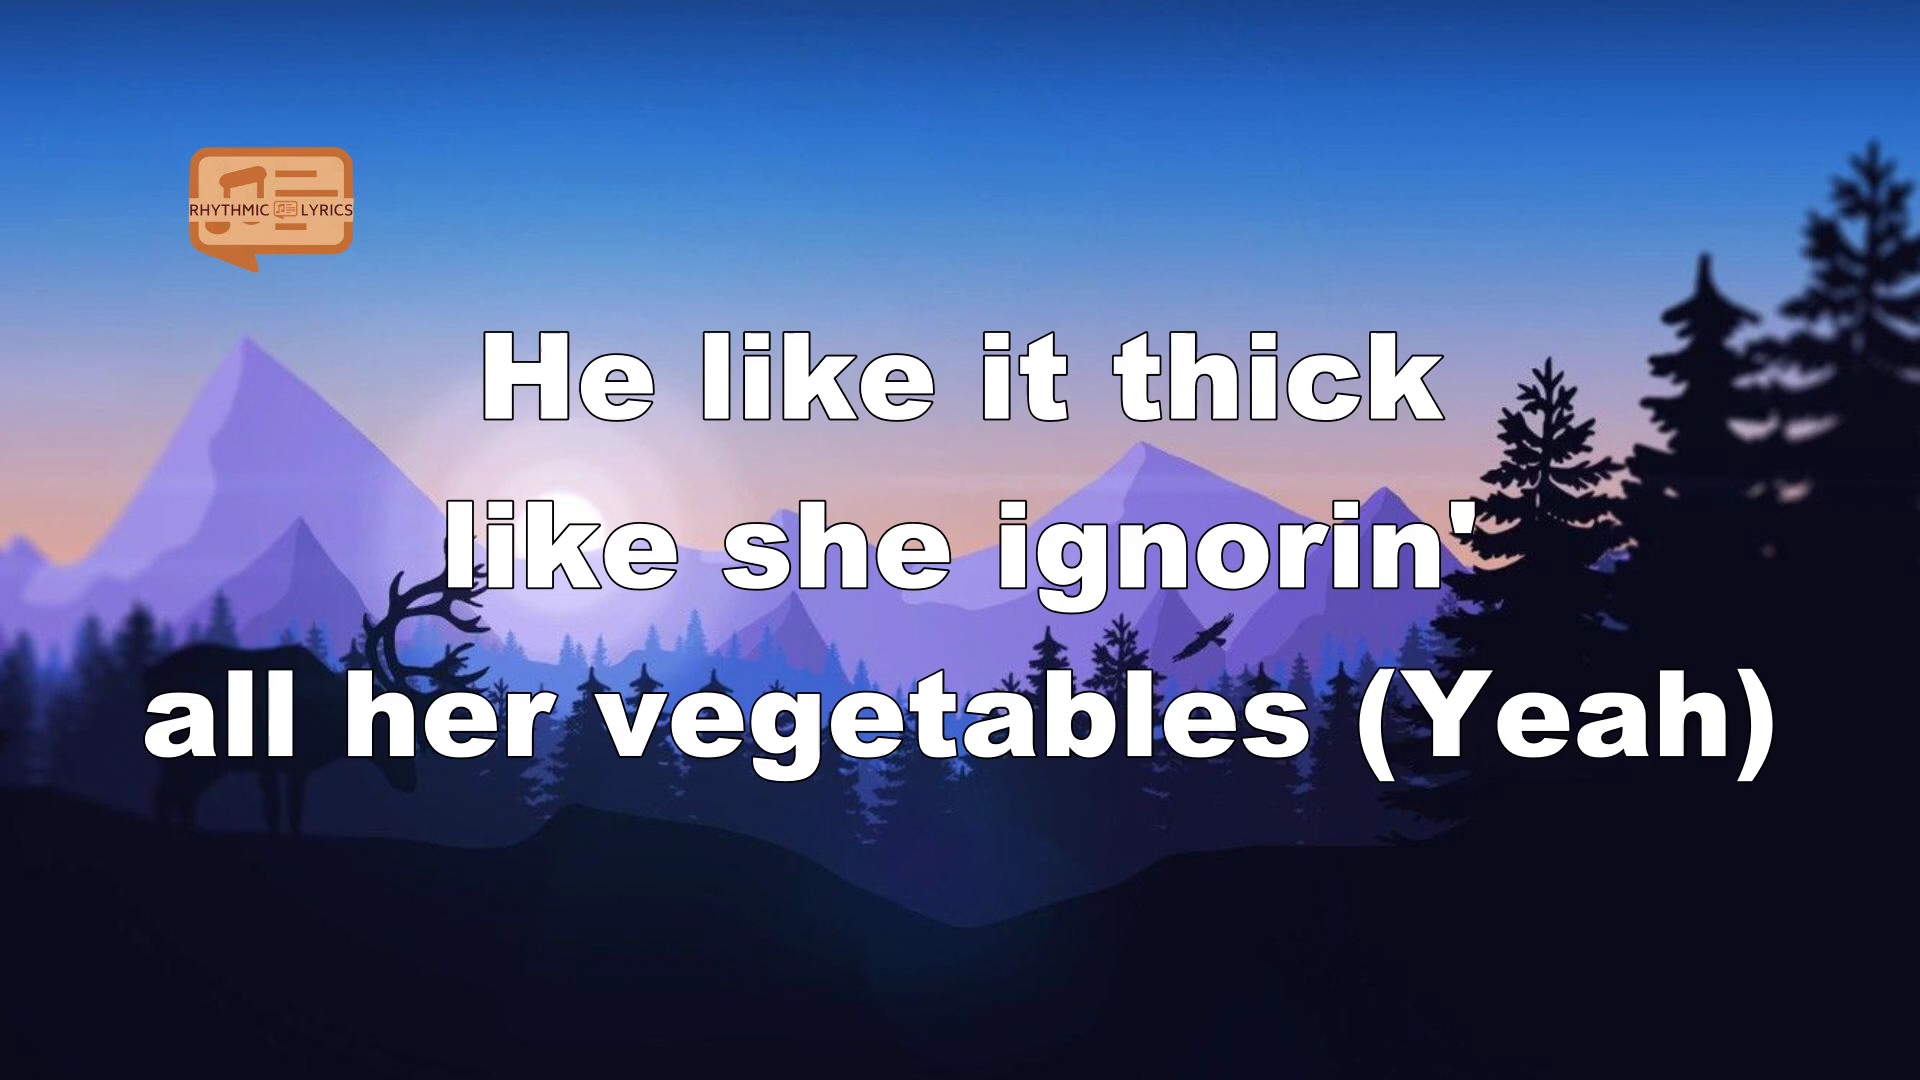 RHYTHMIC LYRICS
He like it thick
like she ignorin'
all her vegetables (Yeah)